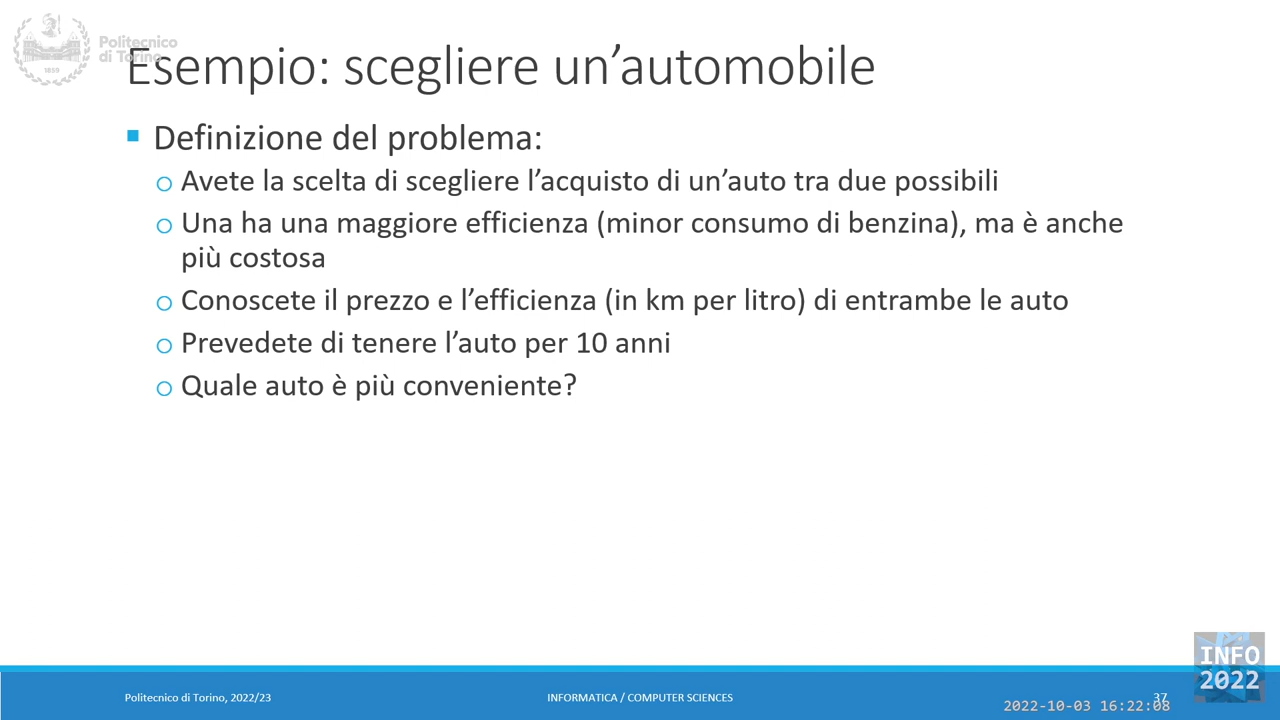 Politecnico
di Torino
1859
Esempio: scegliere un’automobile
Definizione del problema:
Avete la scelta di scegliere l’acquisto di un’auto tra due possibili
Una ha una maggiore efficienza (minor consumo di benzina), ma è anche
più costosa
Conoscete il prezzo e l’efficienza (in km per litro) di entrambe le auto
Prevedete di tenere l’auto per 10 anni
Quale auto è più conveniente?
INFO
2022
Politecnico di Torino, 2022/23
INFORMATICA / COMPUTER SCIENCES
37
2022-10-03 16:22:08